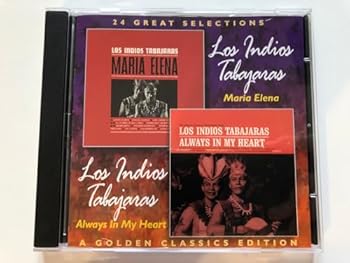 24 GREAT SELECTIONS
LOS INDIOS TABAJARAS
MARIA ELENA
Los Indios
Tabajaras
Maria Elena
LOS INDIOS TABAJARAS
ALWAYS IN MY HEART
Los Indios
Tabajaras
Always In My Heart
A GOLDEN CLASSICS EDITION